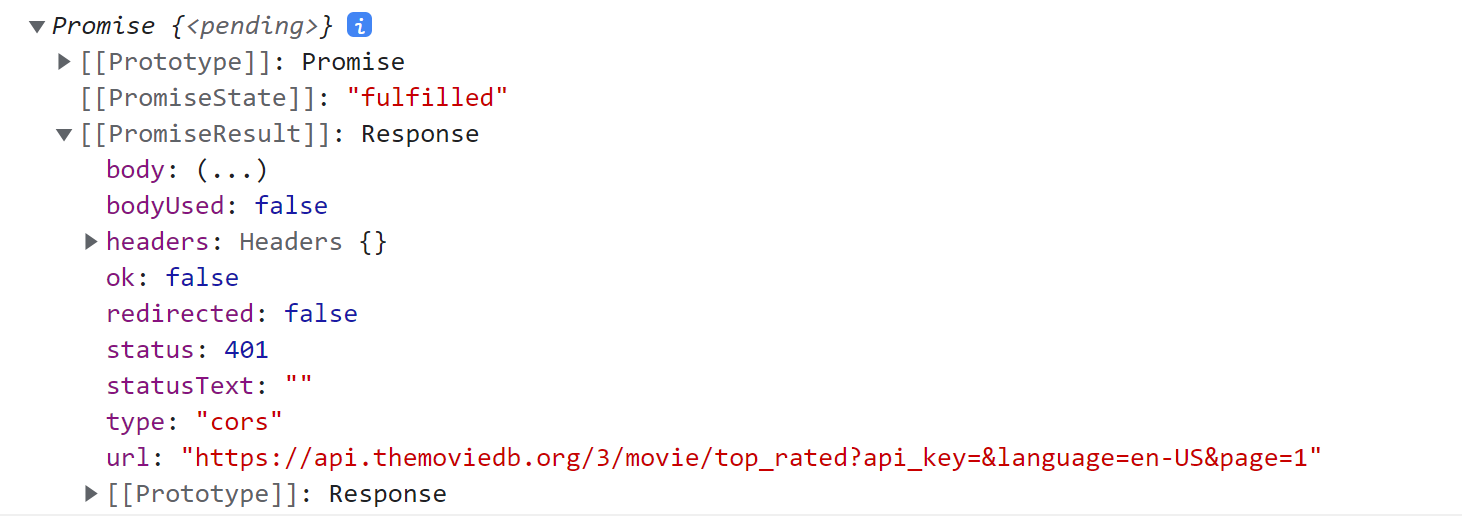 ▼Promise {<pending>} i
▶[[Prototype]]: Promise
[[PromiseState]]: "fulfilled"
▼[[PromiseResult]]: Response
body: (...)
bodyUsed: false
▶headers: Headers {}
ok: false
redirected: false
status: 401
statusText: ""
type: "cors"
url: "https://api.themoviedb.org/3/movie/top_rated?api_key=&language=en-US&page=1"
▶[[Prototype]]: Response